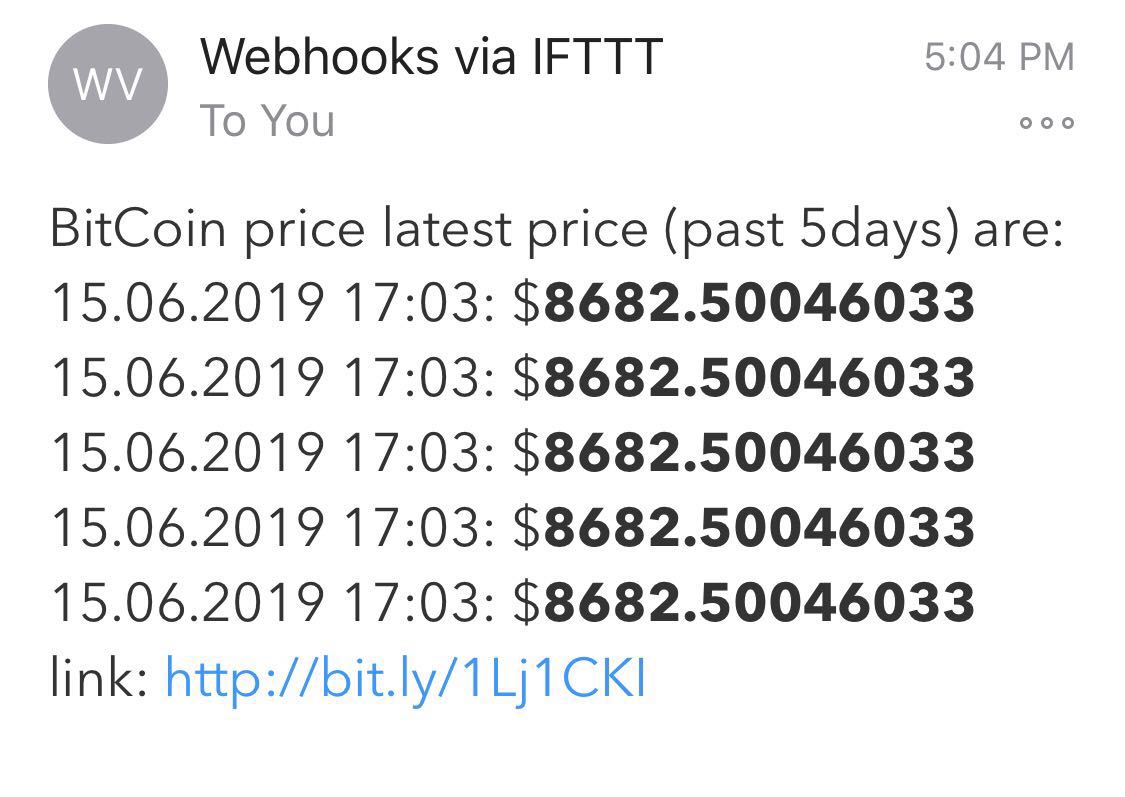 WV
Webhooks via IFTTT
5:04 PM
To You
BitCoin price latest price (past 5days) are:
15.06.2019 17:03: $8682.50046033
15.06.2019 17:03: $8682.50046033
15.06.2019 17:03: $8682.50046033
15.06.2019 17:03: $8682.50046033
15.06.2019 17:03: $8682.50046033
link: http://bit.ly/1Lj1CKI